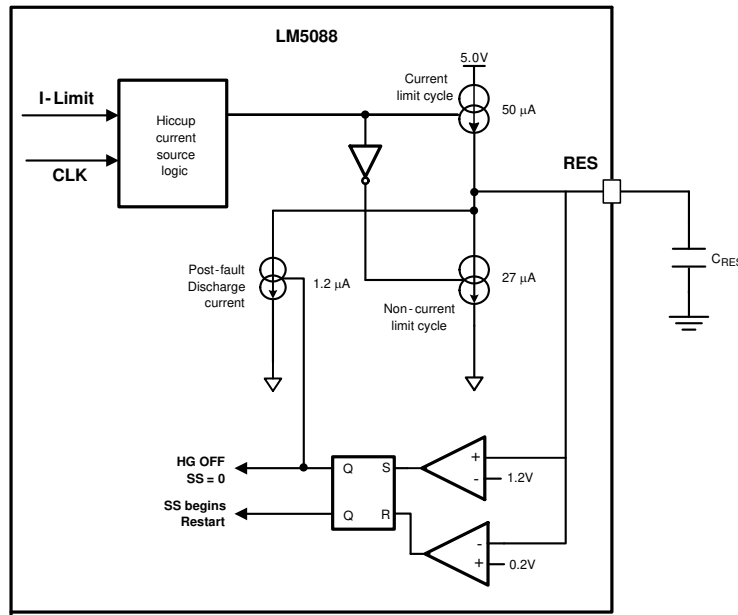 LM5088
5.0V
Current
limit cycle
50 µA
I-Limit
CLK
Hiccup
current
source
logic
RES
CRES
Post-fault
Discharge
current
1.2 µA
27 µA
Non-current
limit cycle
HG OFF
SS = 0
Q
S
+
-
1.2V
SS begins
Restart
Q
R
-
+
0.2V